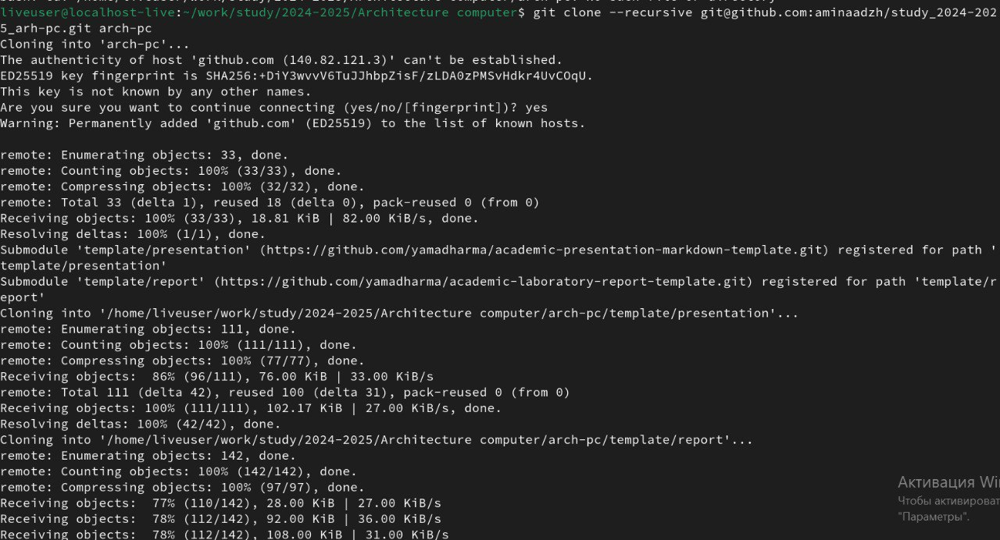 liveuser@localhost-live:~/work/study/2024-2025/Architecture computer$ git clone --recursive git@github.com:aminaadzh/study_2024-202
5_arh-pc.git arch-pc
Cloning into 'arch-pc'...
The authenticity of host 'github.com (140.82.121.3)' can't be established.
ED25519 key fingerprint is SHA256:+DiY3wvvV6TuJJhbpZisF/zLDA0zPMSvHdkr4UvCOqU.
This key is not known by any other names.
Are you sure you want to continue connecting (yes/no/[fingerprint])? yes
Warning: Permanently added 'github.com' (ED25519) to the list of known hosts.
remote: Enumerating objects: 33, done.
remote: Counting objects: 100% (33/33), done.
remote: Compressing objects: 100% (32/32), done.
remote: Total 33 (delta 1), reused 18 (delta 0), pack-reused 0 (from 0)
Receiving objects: 100% (33/33), 18.81 KiB | 82.00 KiB/s, done.
Resolving deltas: 100% (1/1), done.
Submodule 'template/presentation' (https://github.com/yamadharma/academic-presentation-markdown-template.git) registered for path '
template/presentation'
Submodule 'template/report' (https://github.com/yamadharma/academic-laboratory-report-template.git) registered for path 'template/r
eport'
Cloning into '/home/liveuser/work/study/2024-2025/Architecture computer/arch-pc/template/presentation'...
remote: Enumerating objects: 111, done.
remote: Counting objects: 100% (111/111), done.
remote: Compressing objects: 100% (77/77), done.
Receiving objects:  86% (96/111), 76.00 KiB | 33.00 KiB/s
remote: Total 111 (delta 42), reused 100 (delta 31), pack-reused 0 (from 0)
Receiving objects: 100% (111/111), 102.17 KiB | 27.00 KiB/s, done.
Resolving deltas: 100% (42/42), done.
Cloning into '/home/liveuser/work/study/2024-2025/Architecture computer/arch-pc/template/report'...
remote: Enumerating objects: 142, done.
remote: Counting objects: 100% (142/142), done.
remote: Compressing objects: 100% (97/97), done.
Receiving objects:  77% (110/142), 28.00 KiB | 27.00 KiB/s
Receiving objects:  78% (112/142), 92.00 KiB | 36.00 KiB/s
Receiving objects:  78% (112/142), 108.00 KiB | 31.00 KiB/s
Активация Wi
Чтобы активироват
"Параметры".